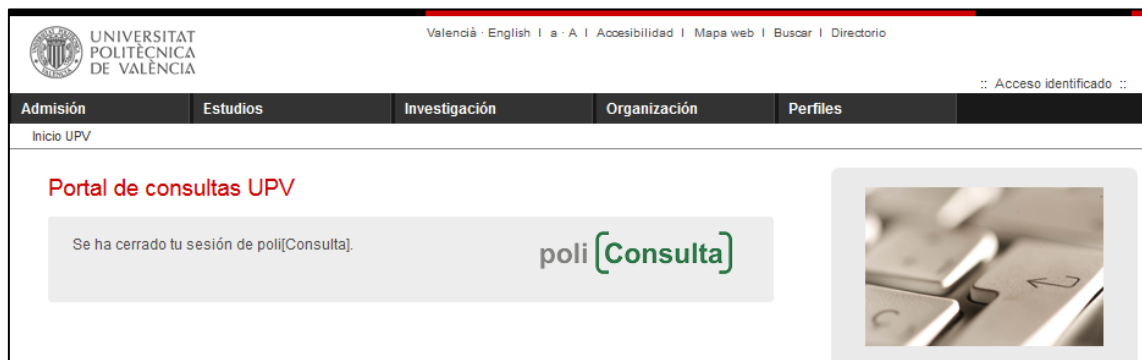 UNIVERSITAT
POLITÈCNICA
DE VALÈNCIA
Valencià · English I a · A I Accesibilidad I Mapa web I Buscar I Directorio
:: Acceso identificado ::
Admisión Estudios Investigación Organización Perfiles
Inicio UPV
Portal de consultas UPV
Se ha cerrado tu sesión de poli[Consulta].
poli [Consulta]